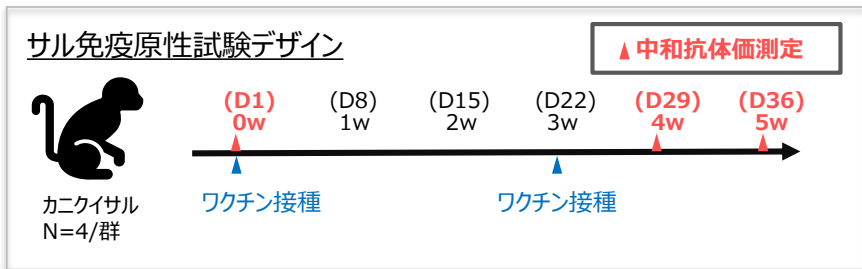 サル免疫原性試験デザイン
▲中和抗体価測定
(D1) (D8) (D15) (D22) (D29) (D36)
0w 1w 2w 3w 4w 5w
ワクチン接種 ワクチン接種
カニクイサル
N=4/群